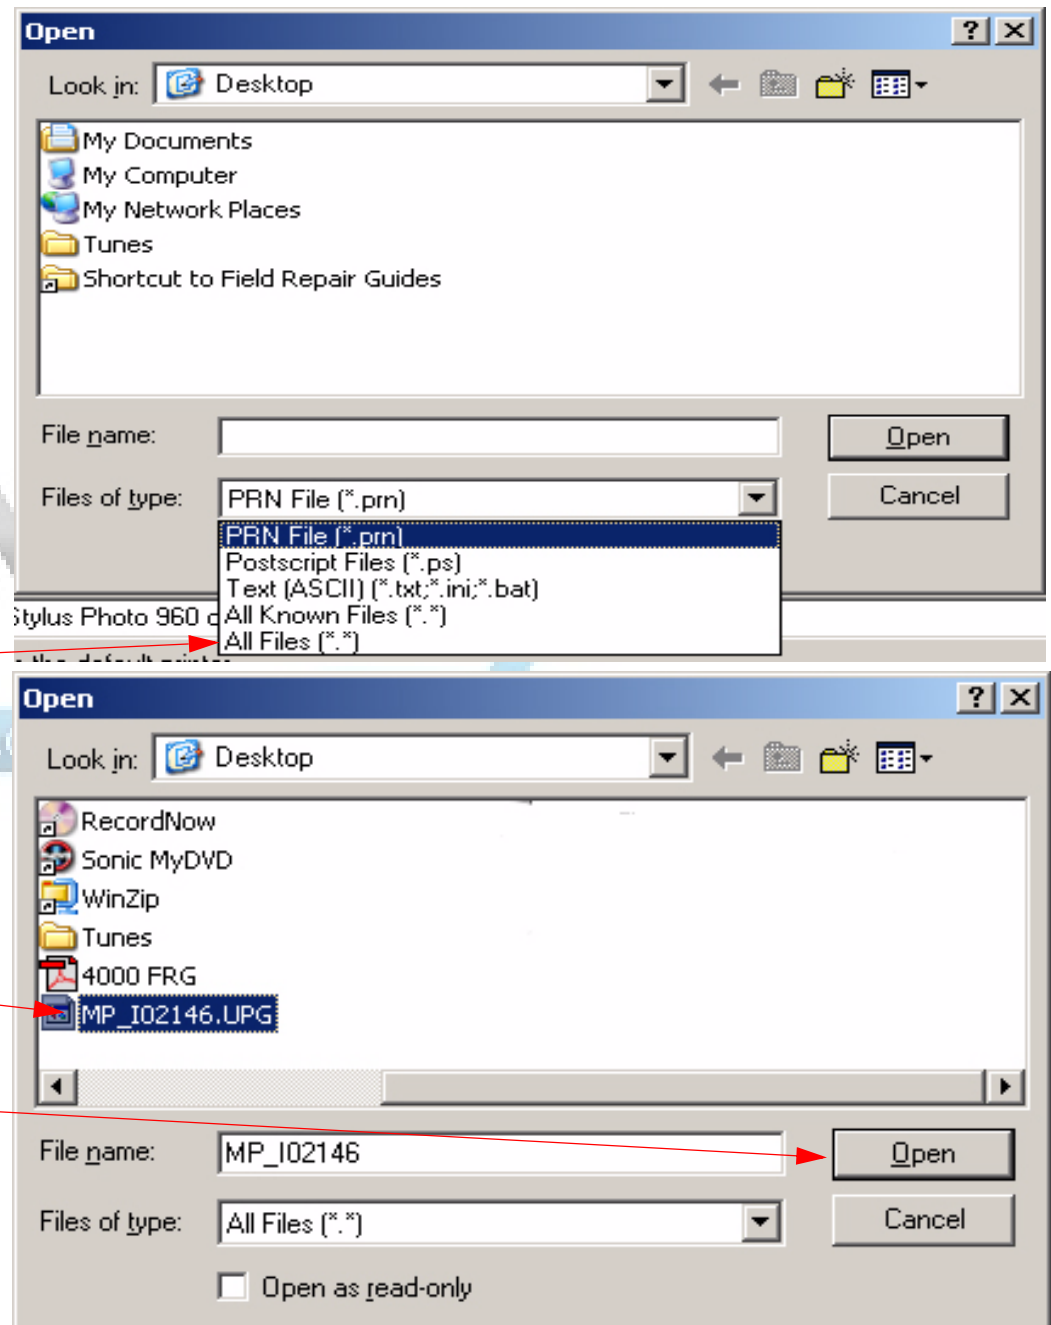 Open
Look in: Desktop
My Documents
My Computer
My Network Places
Tunes
Shortcut to Field Repair Guides
File name:
Open
Files of type: PRN File (*.prn)
Cancel
PRN File (*.prn)
Postscript Files (*.ps)
Text (ASCII) (*.txt;*.ini;*.bat)
All Known Files (*.*)
All Files (*.*)
Stylus Photo 960
the default printer
Open
Look in: Desktop
RecordNow
Sonic MyDVD
WinZip
Tunes
4000 FRG
MP_I02146.UPG
File name: MP_I02146
Open
Files of type: All Files (*.*)
Cancel
Open as read-only